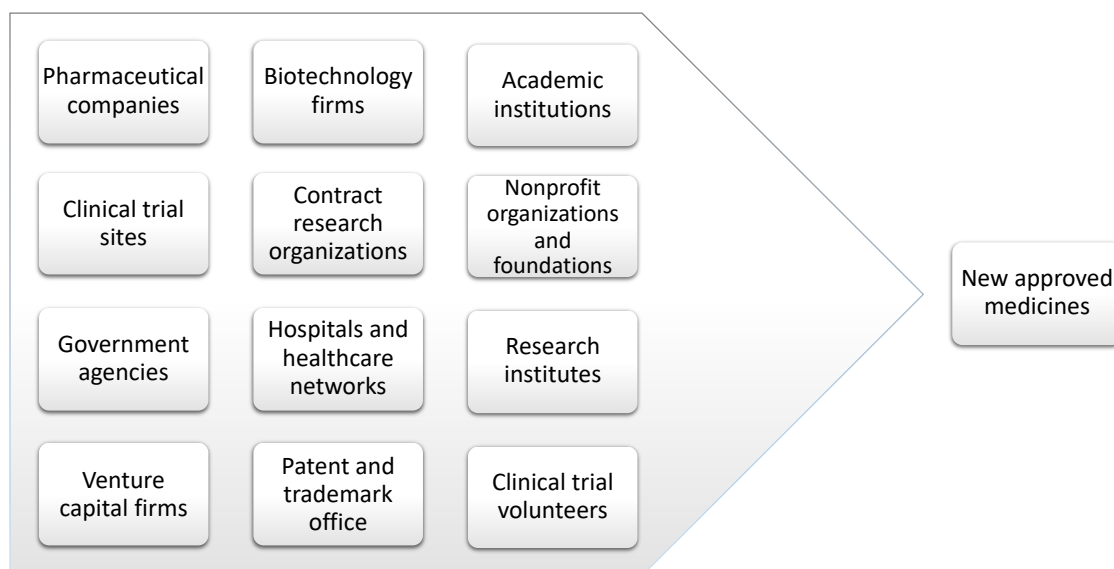 Pharmaceutical
companies
Biotechnology
firms
Academic
institutions
Clinical trial
sites
Contract
research
organizations
Nonprofit
organizations
and
foundations
Government
agencies
Hospitals and
healthcare
networks
Research
institutes
Venture
capital firms
Patent and
trademark
office
Clinical trial
volunteers
New approved
medicines